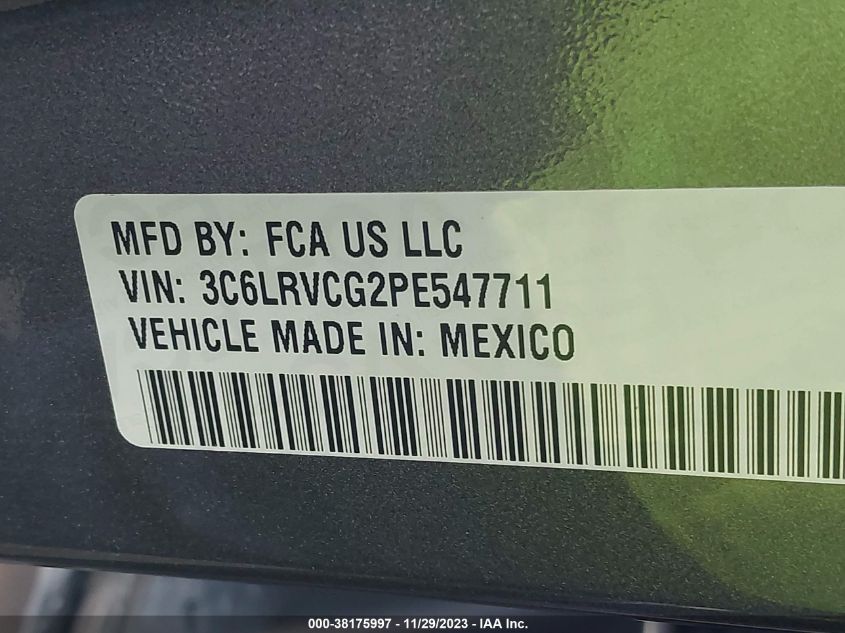 MFD BY: FCA US LLC
VIN: 3C6LRVCG2PE547711
VEHICLE MADE IN: MEXICO
000-38175997 - 11/29/2023 - IAA Inc.